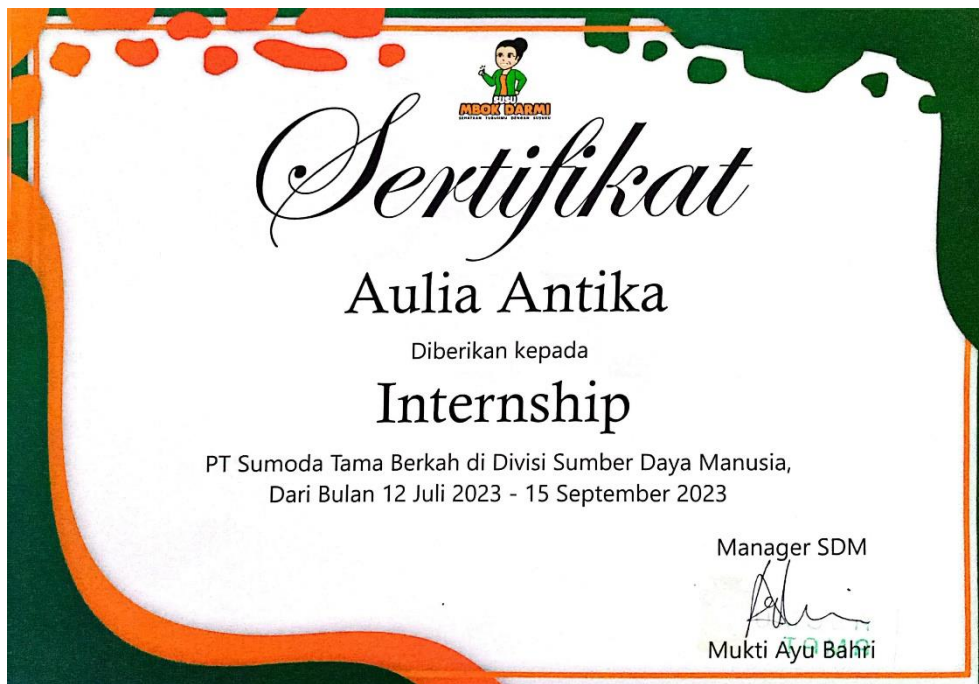 SUSU
MBOK DARMI
Sertifikat
Aulia Antika
Diberikan kepada
Internship
PT Sumoda Tama Berkah di Divisi Sumber Daya Manusia,
Dari Bulan 12 Juli 2023 - 15 September 2023
Manager SDM
Mukti Ayu Bahri